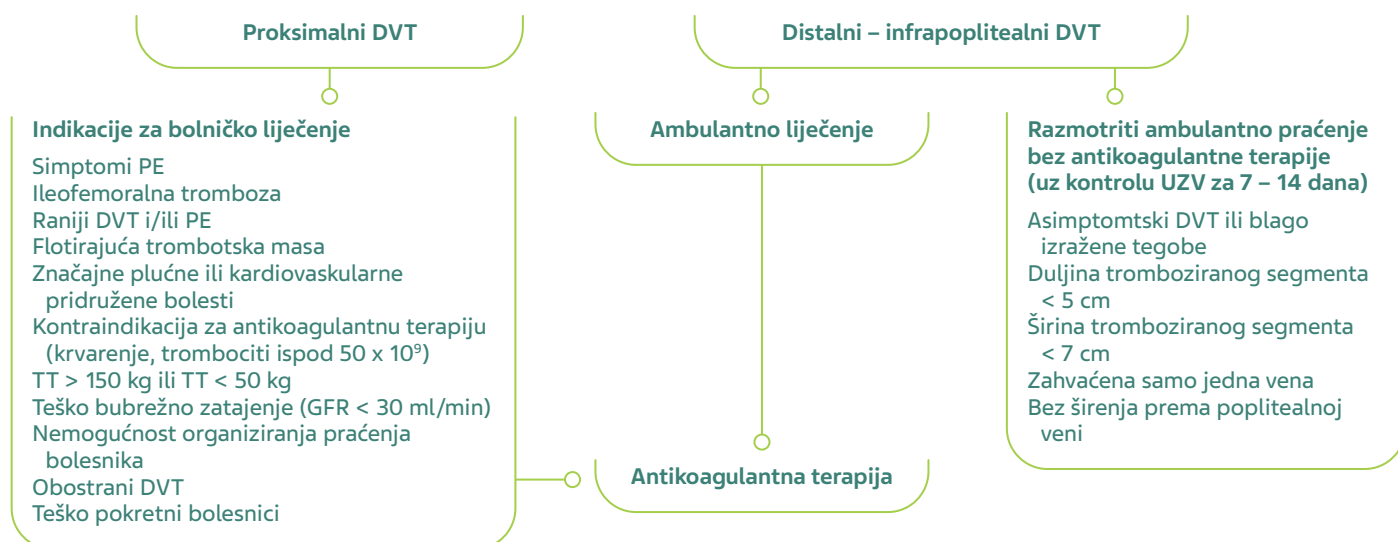 Proksimalni DVT
Distalni – infrapoplitealni DVT
Indikacije za bolničko liječenje
Simptomi PE
Ileofemoralna tromboza
Raniji DVT i/ili PE
Flotirajuća trombotska masa
Značajne plućne ili kardiovaskularne
pridružene bolesti
Kontraindikacija za antikoagulantnu terapiju
(krvarenje, trombociti ispod 50 x 10⁹)
TT > 150 kg ili TT < 50 kg
Teško bubrežno zatajenje (GFR < 30 ml/min)
Nemogućnost organiziranja praćenja
bolesnika
Obostrani DVT
Teško pokretni bolesnici
Ambulantno liječenje
Antikoagulantna terapija
Razmotriti ambulantno praćenje
bez antikoagulantne terapije
(uz kontrolu UZV za 7 – 14 dana)
Asimptomtski DVT ili blago
izražene tegobe
Duljina tromboziranog segmenta
< 5 cm
Širina tromboziranog segmenta
< 7 cm
Zahvaćena samo jedna vena
Bez širenja prema poplitealnoj
veni